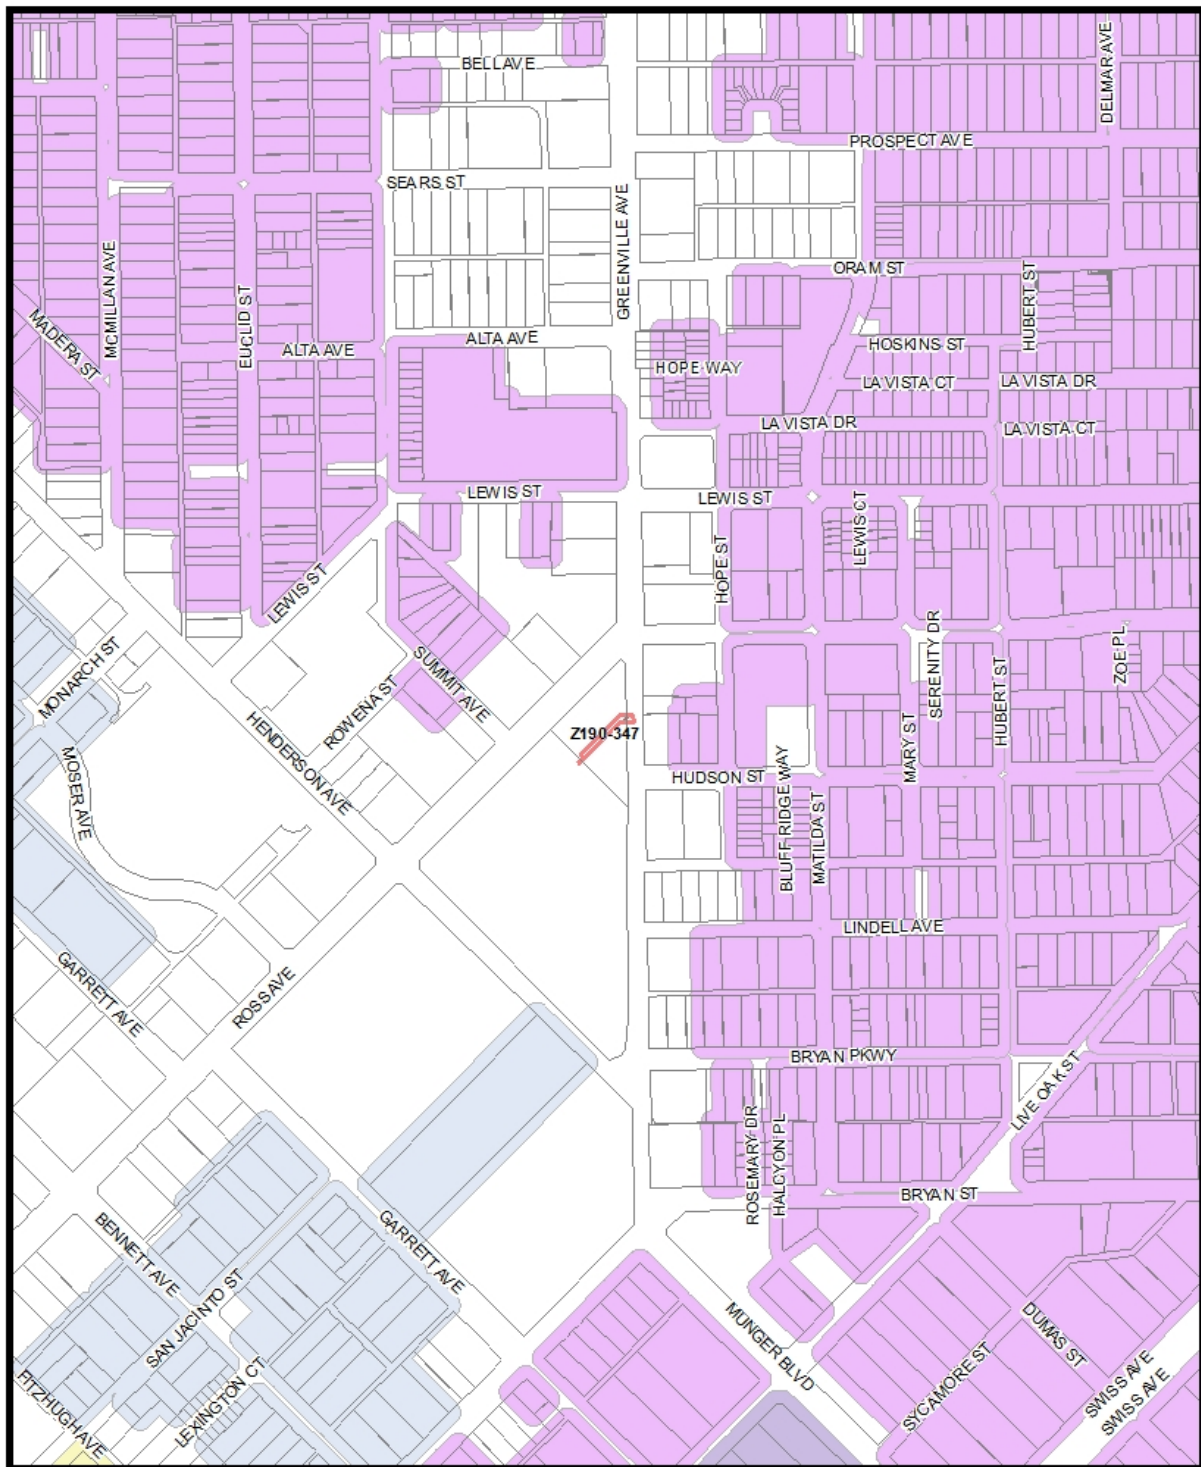 BELLAVE
DELMAR AVE
PROSPECT AVE
SEARS ST
GREENVILLE AVE
MCMILLAN AVE
EUCLID ST
ORAM ST
HUBERT ST
MADERA ST
ALTA AVE
ALTA AVE
HOSKINS ST
HOPE WAY
LA VISTA CT
LA VISTA DR
LA VISTA DR
LA VISTA CT
LEWIS ST
LEWIS ST
LEWIS CT
HOPE ST
LEWIS ST
MONARCH ST
SUMMIT AVE
SERENITY DR
ZOE PL
HUBERT ST
ROWENA ST
HENDERSON AVE
Z190-347
MARY ST
MOSER AVE
HUDSON ST
BLUFF RIDGE WAY
MATILDA ST
LINDELL AVE
GARRETT AVE
ROSS AVE
BRYAN PKWY
LIVE OAK ST
ROSEMARY DR
HALCYON PL
BRYAN ST
BENNETT AVE
GARRETT AVE
SAN JACINTO ST
MUNGER BLVD
DUMAS ST
FITZHUGH AVE
LEXINGTON CT
SYCAMORE ST
SWISS AVE
SWISS AVE